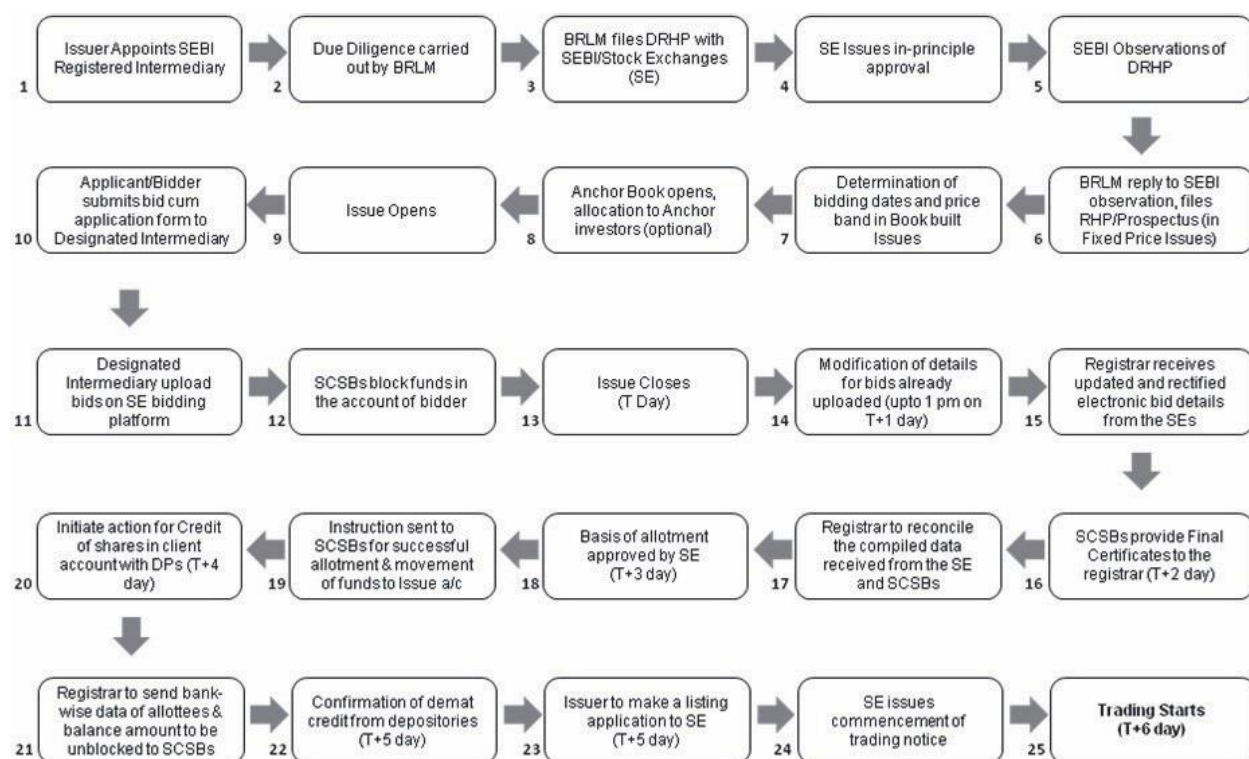 Issuer Appoints SEBI
Registered Intermediary
1
Due Diligence carried
out by BRLM
2
BRLM files DRHP with
SEBI/Stock Exchanges
(SE)
3
SE Issues in-principle
approval
4
SEBI Observations of
DRHP
5
BRLM reply to SEBI
observation, files
RHP/Prospectus (in
Fixed Price Issues)
6
Determination of
bidding dates and price
band in Book built
Issues
7
Anchor Book opens,
allocation to Anchor
investors (optional)
8
Issue Opens
9
Applicant/Bidder
submits bid cum
application form to
Designated Intermediary
10
Designated
Intermediary upload
bids on SE bidding
platform
11
SCSBs block funds in
the account of bidder
12
Issue Closes
(T Day)
13
Modification of details
for bids already
uploaded (upto 1 pm on
T+1 day)
14
Registrar receives
updated and rectified
electronic bid details
from the SEs
15
SCSBs provide Final
Certificates to the
registrar (T+2 day)
16
Registrar to reconcile
the compiled data
received from the SE
and SCSBs
17
Basis of allotment
approved by SE
(T+3 day)
18
Instruction sent to
SCSBs for successful
allotment & movement
of funds to Issue a/c
19
Initiate action for Credit
of shares in client
account with DPs (T+4
day)
20
Registrar to send bank-
wise data of allottees &
balance amount to be
unblocked to SCSBs
21
Confirmation of demat
credit from depositories
(T+5 day)
22
Issuer to make a listing
application to SE
(T+5 day)
23
SE issues
commencement of
trading notice
24
Trading Starts
(T+6 day)
25